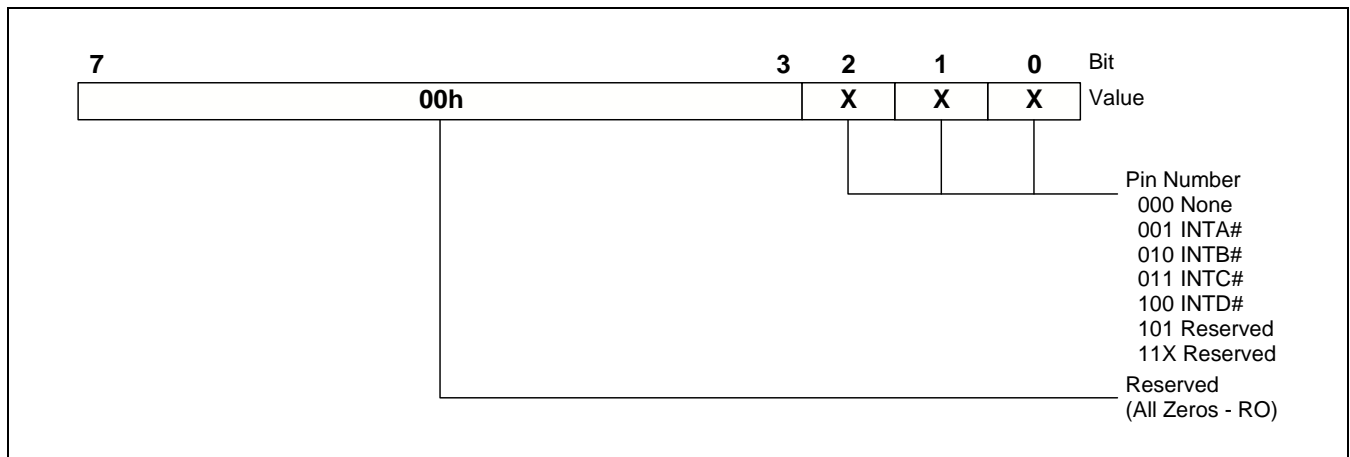 7 3 2 1 0 Bit
00h X X X Value
Pin Number
000 None
001 INTA#
010 INTB#
011 INTC#
100 INTD#
101 Reserved
11X Reserved
Reserved
(All Zeros - RO)